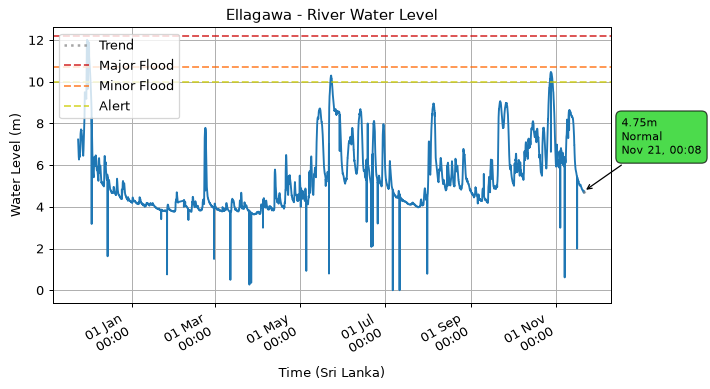 Ellagawa - River Water Level
Water Level (m)
12
10
8
6
4
2
0
Trend
Major Flood
Minor Flood
Alert
4.75m
Normal
Nov 21, 00:08
01 Jan
00:00
01 Mar
00:00
01 May
00:00
01 Jul
00:00
01 Sep
00:00
01 Nov
00:00
Time (Sri Lanka)